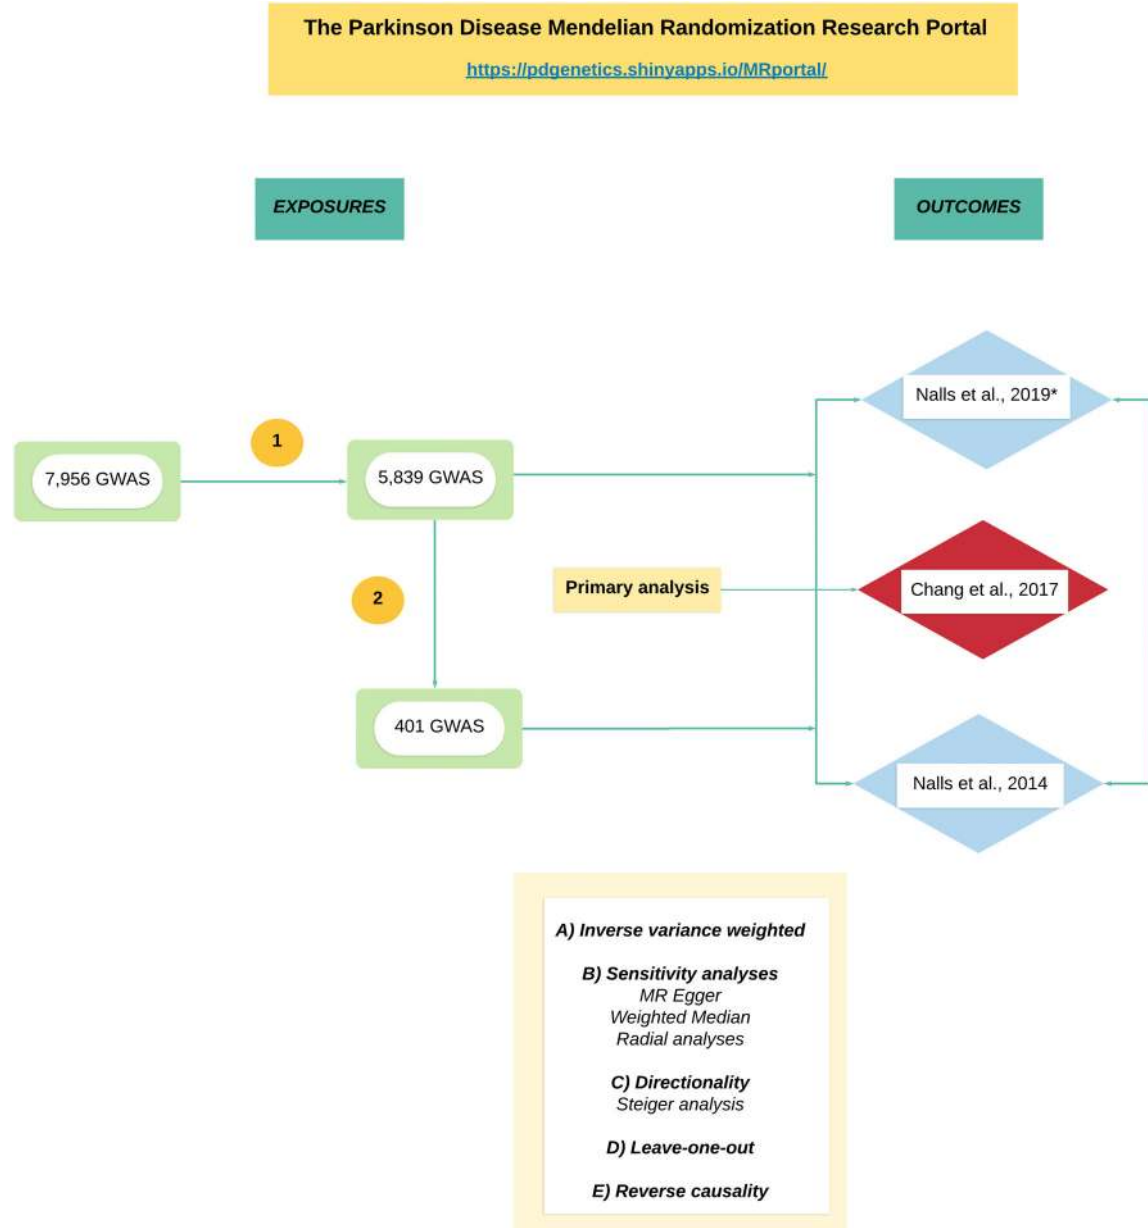 The Parkinson Disease Mendelian Randomization Research Portal
https://pdgenetics.shinyapps.io/MRportal/
EXPOSURES
OUTCOMES
Nalls et al., 2019*
1
7,956 GWAS
5,839 GWAS
Primary analysis
Chang et al., 2017
2
401 GWAS
Nalls et al., 2014
A) Inverse variance weighted
B) Sensitivity analyses
MR Egger
Weighted Median
Radial analyses
C) Directionality
Steiger analysis
D) Leave-one-out
E) Reverse causality